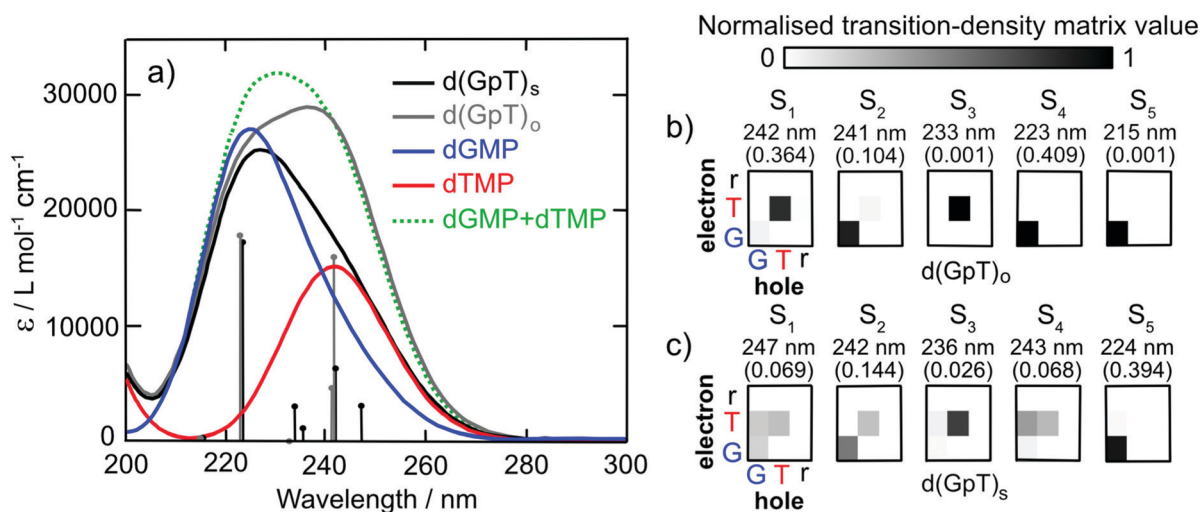 a)
d(GpT)s
d(GpT)o
dGMP
dTMP
dGMP+dTMP
30000
20000
10000
0
ε / L mol-1 cm-1
200 220 240 260 280 300
Wavelength / nm
Normalised transition-density matrix value
0 1
b)
S1 S2 S3 S4 S5
242 nm 241 nm 233 nm 223 nm 215 nm
(0.364) (0.104) (0.001) (0.409) (0.001)
electron
r
T
G
G T r
hole
d(GpT)o
c)
S1 S2 S3 S4 S5
247 nm 242 nm 236 nm 243 nm 224 nm
(0.069) (0.144) (0.026) (0.068) (0.394)
electron
r
T
G
G T r
hole
d(GpT)s